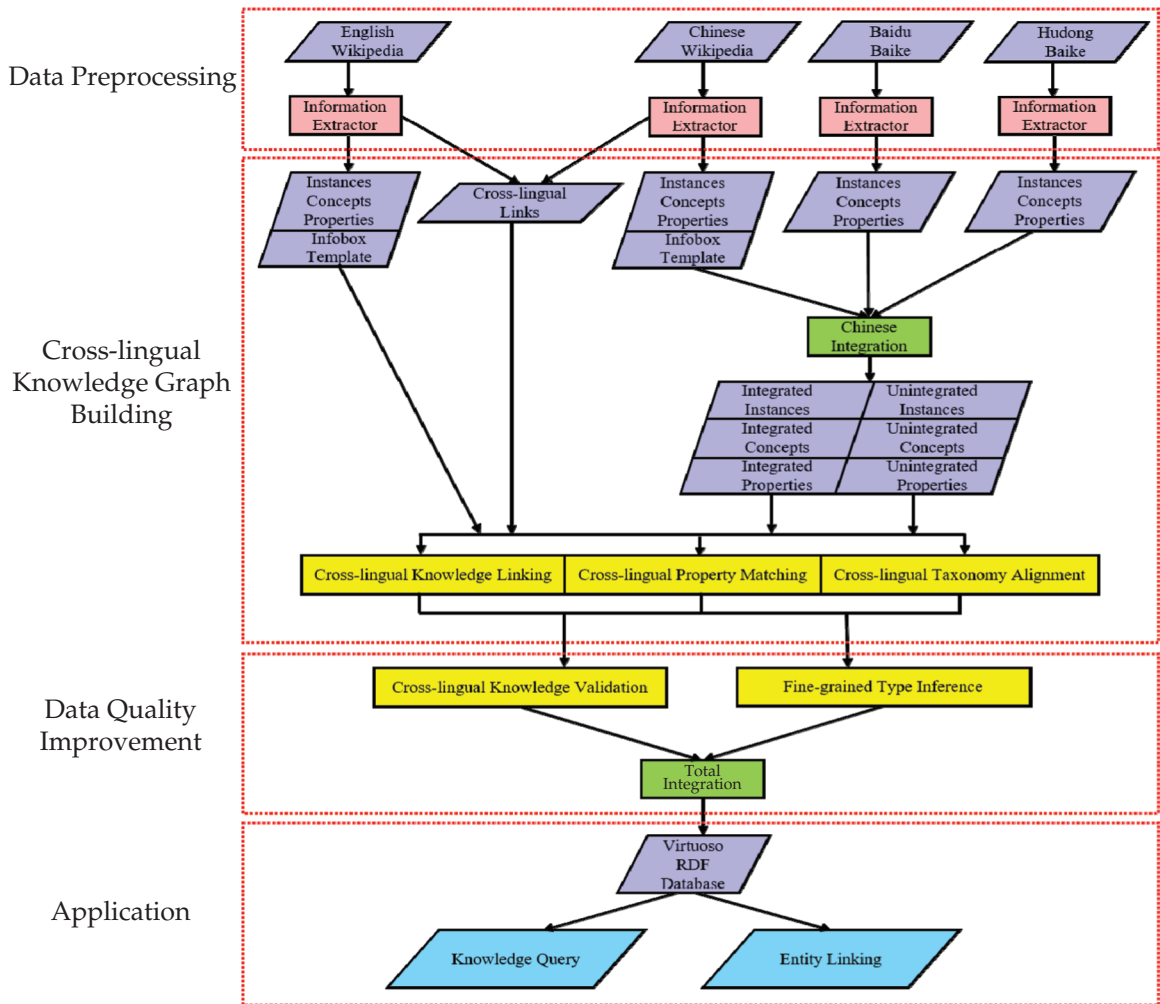 Data Preprocessing
English
Wikipedia
Chinese
Wikipedia
Baidu
Baike
Hudong
Baike
Information
Extractor
Information
Extractor
Information
Extractor
Information
Extractor
Cross-lingual
Knowledge Graph
Building
Instances
Concepts
Properties
Infobox
Template
Cross-lingual
Links
Instances
Concepts
Properties
Infobox
Template
Instances
Concepts
Properties
Instances
Concepts
Properties
Chinese
Integration
Integrated
Instances
Unintegrated
Instances
Integrated
Concepts
Unintegrated
Concepts
Integrated
Properties
Unintegrated
Properties
Cross-lingual Knowledge Linking
Cross-lingual Property Matching
Cross-lingual Taxonomy Alignment
Data Quality
Improvement
Cross-lingual Knowledge Validation
Fine-grained Type Inference
Total
Integration
Application
Virtuoso
RDF
Database
Knowledge Query
Entity Linking